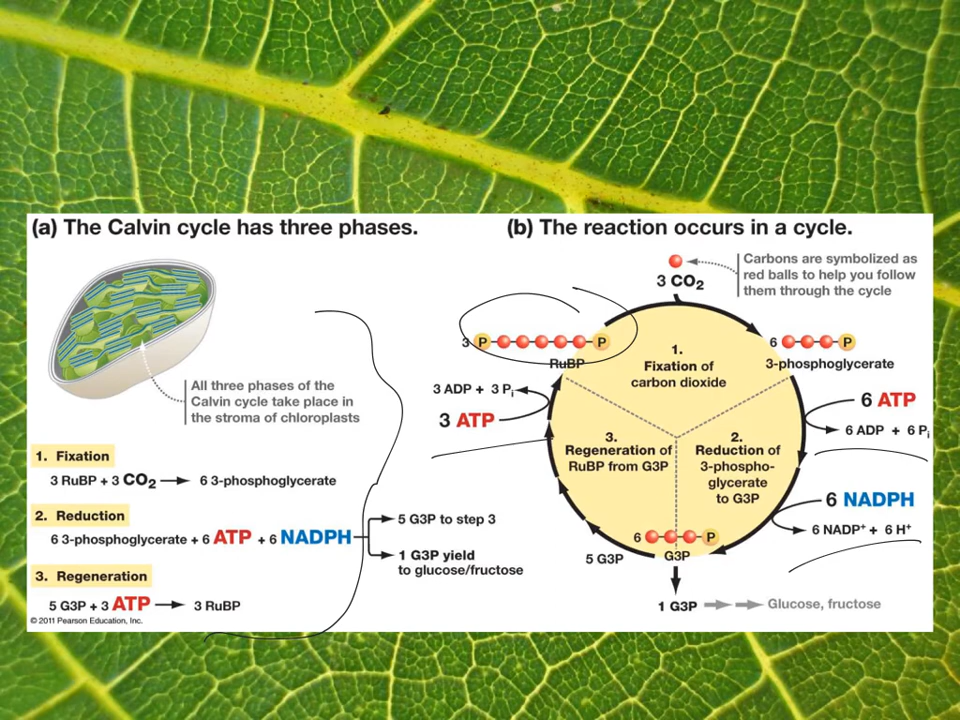 (a) The Calvin cycle has three phases.
All three phases of the
Calvin cycle take place in
the stroma of chloroplasts
1. Fixation
3 RuBP + 3 CO₂ → 6 3-phosphoglycerate
2. Reduction
6 3-phosphoglycerate + 6 ATP + 6 NADPH
5 G3P to step 3
1 G3P yield
to glucose/fructose
3. Regeneration
5 G3P + 3 ATP → 3 RuBP
© 2011 Pearson Education, Inc.
(b) The reaction occurs in a cycle.
Carbons are symbolized as
red balls to help you follow
them through the cycle
3 CO₂
3 P P
RuBP
6 P
3-phosphoglycerate
1.
Fixation of
carbon dioxide
3 ADP + 3 Pᵢ
3 ATP
6 ATP
6 ADP + 6 Pᵢ
3.
Regeneration of
RuBP from G3P
2.
Reduction of
3-phospho-
glycerate
to G3P
6 NADPH
6 NADP⁺ + 6 H⁺
6 P
5 G3P
G3P
1 G3P
Glucose, fructose